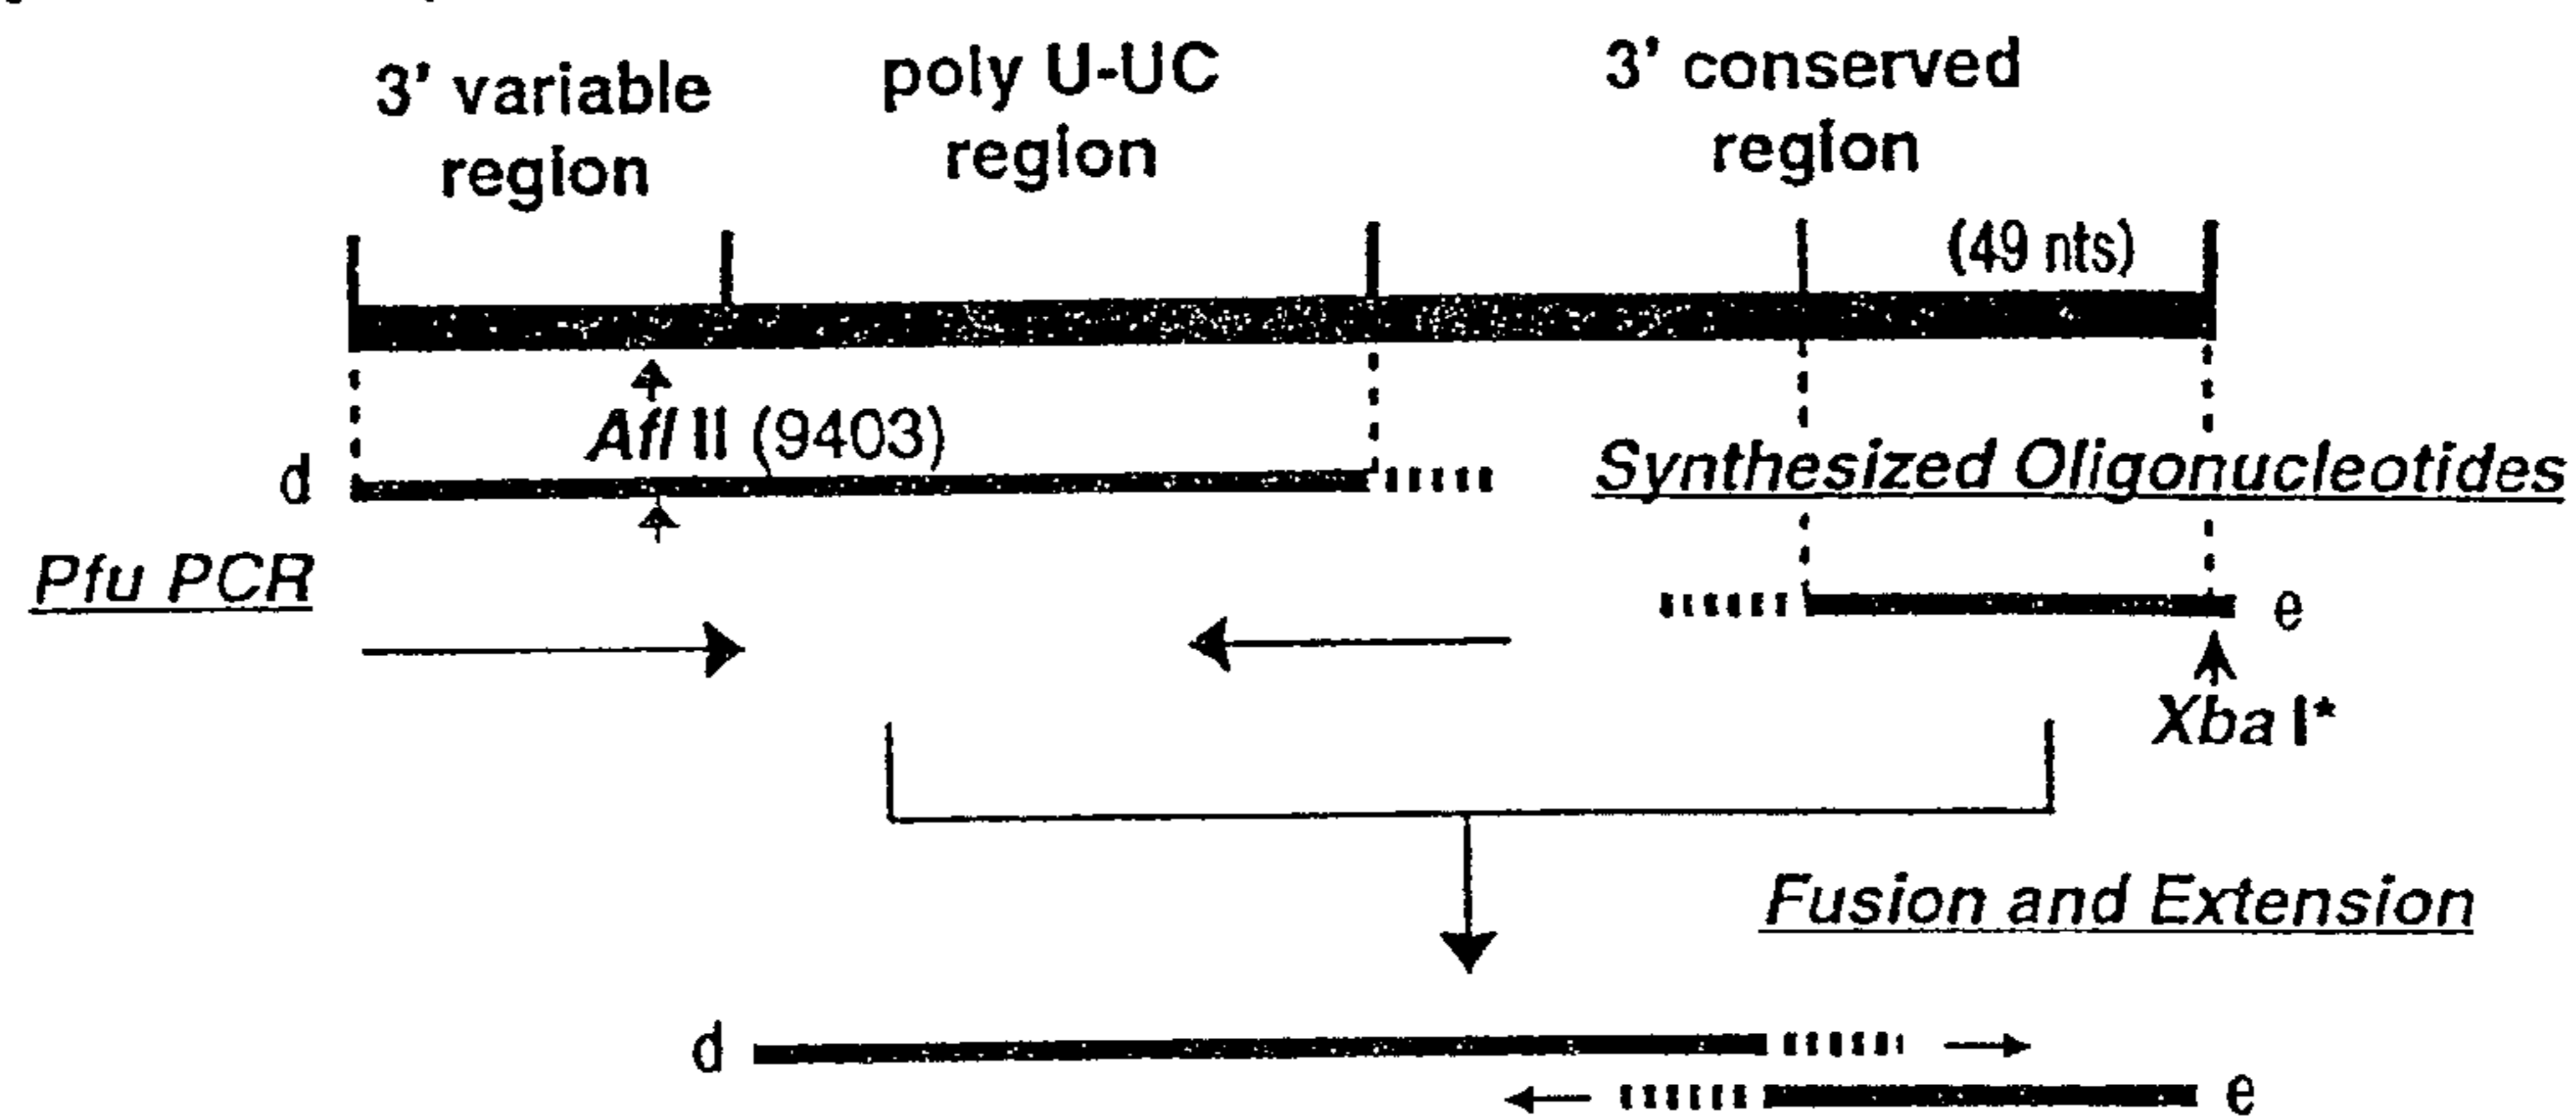 3' variable
region
poly U-UC
region
3' conserved
region
(49 nts)
Afl II (9403)
d
Synthesized Oligonucleotides
Pfu PCR
e
Xba I*
Fusion and Extension
d
e